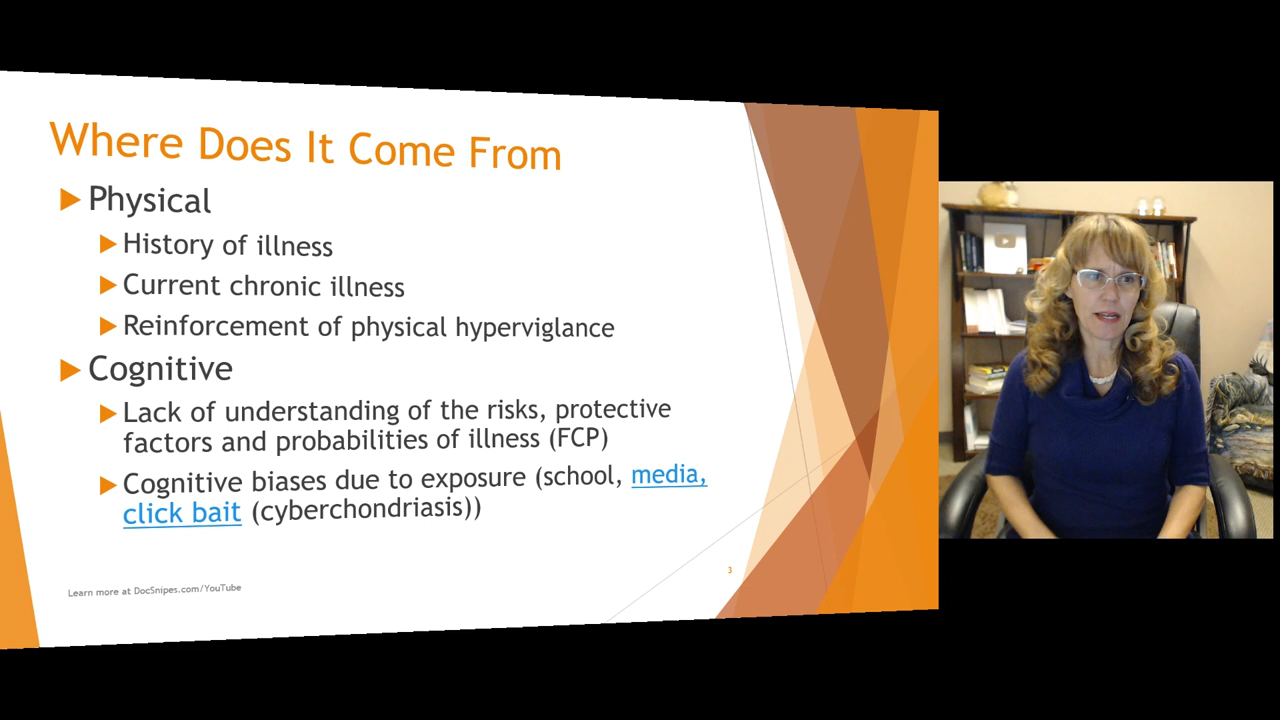 Where Does It Come From
Physical
History of illness
Current chronic illness
Reinforcement of physical hyperviglance
Cognitive
Lack of understanding of the risks, protective
factors and probabilities of illness (FCP)
Cognitive biases due to exposure (school, media,
click bait (cyberchondriasis))
3
Learn more at DocSnipes.com/YouTube